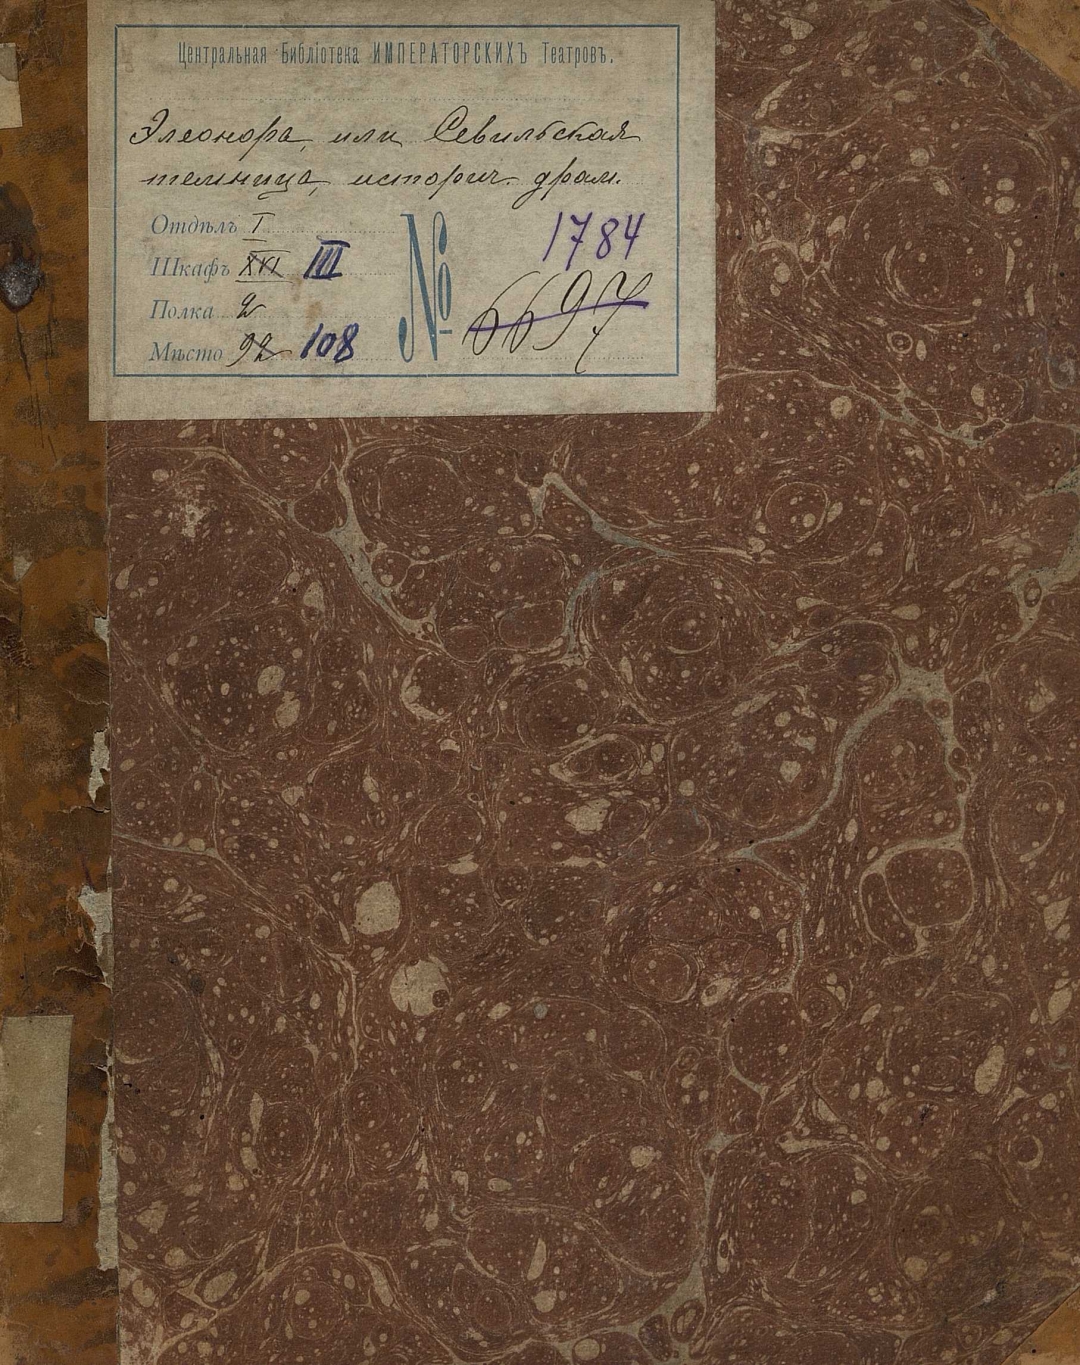 Центральная Библіотека ИМПЕРАТОРСКИХЪ Театровъ.
Элеонора, или Севильская
темница, историч. драм.
Отдѣлъ I
Шкафъ XVI III
Полка 2
Мѣсто 92 108
№ 1784
6697